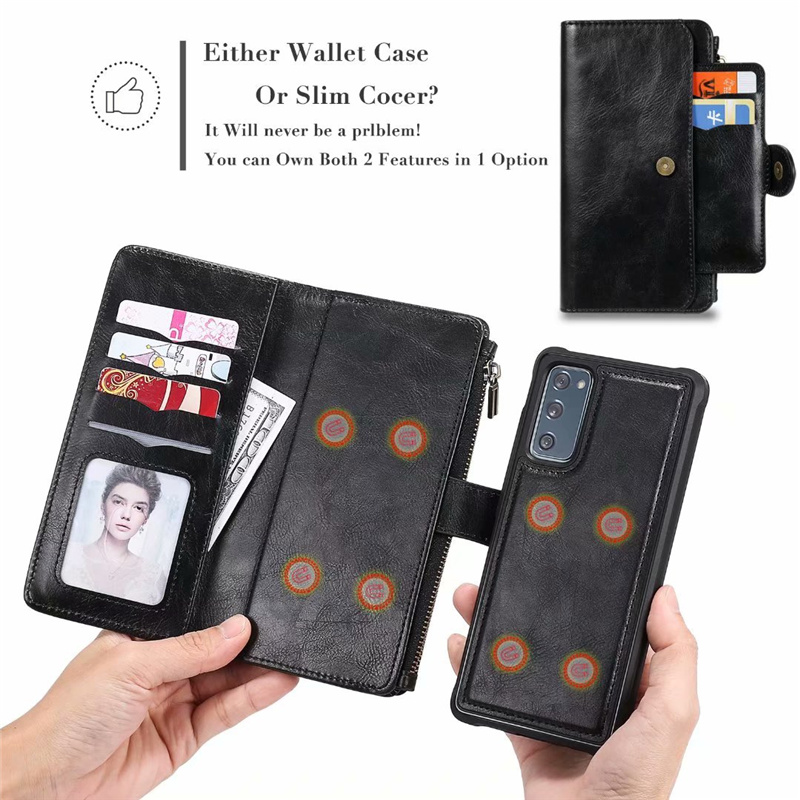 Either Wallet Case
Or Slim Cocer?
It Will never be a prlblem!
You can Own Both 2 Features in 1 Option